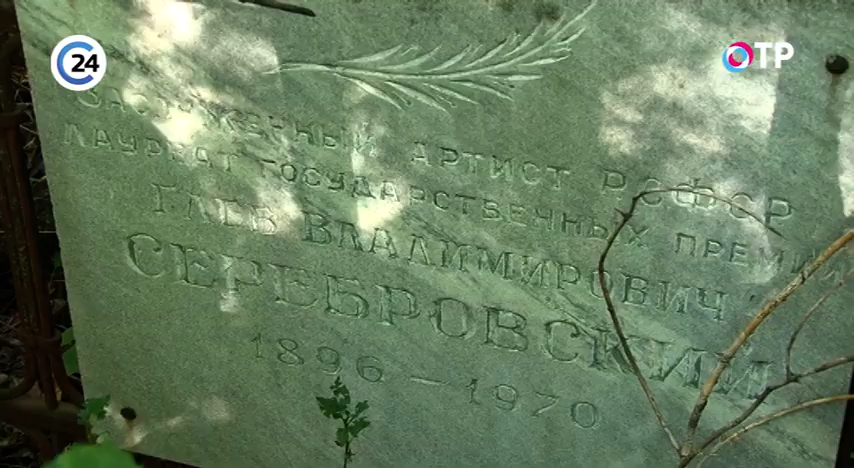 C 24
ОТР
ЗАСЛУЖЕННЫЙ АРТИСТ РСФСР
ЛАУРЕАТ ГОСУДАРСТВЕННЫХ ПРЕМИЙ
ГЛЕБ ВЛАДИМИРОВИЧ
СЕРЕБРОВСКИЙ
1896 — 1970